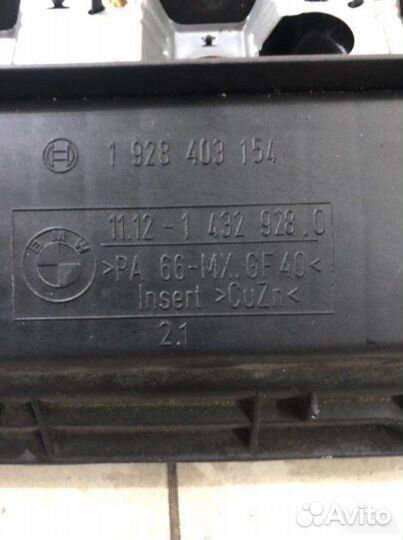 1 928 403 154
BMW
11.12 - 1 432 928.0
>PA 66-MX.GF40<
Insert >CuZn<
2.1
Avito